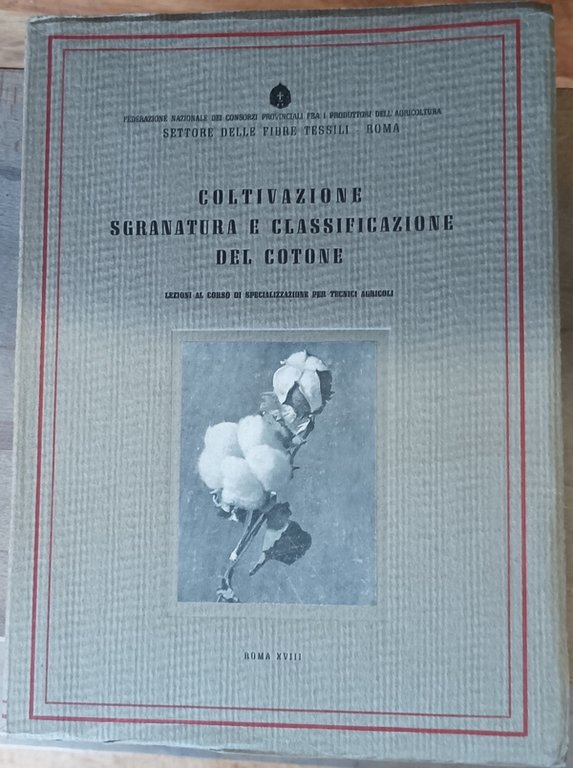 FEDERAZIONE NAZIONALE DEI CONSORZI PROVINCIALI FRA I PRODUTTORI DELL'AGRICOLTURA
SETTORE DELLE FIBRE TESSILI - ROMA
COLTIVAZIONE
SGRANATURA E CLASSIFICAZIONE
DEL COTONE
LEZIONI AL CORSO DI SPECIALIZZAZIONE PER TECNICI AGRICOLI
ROMA XVIII